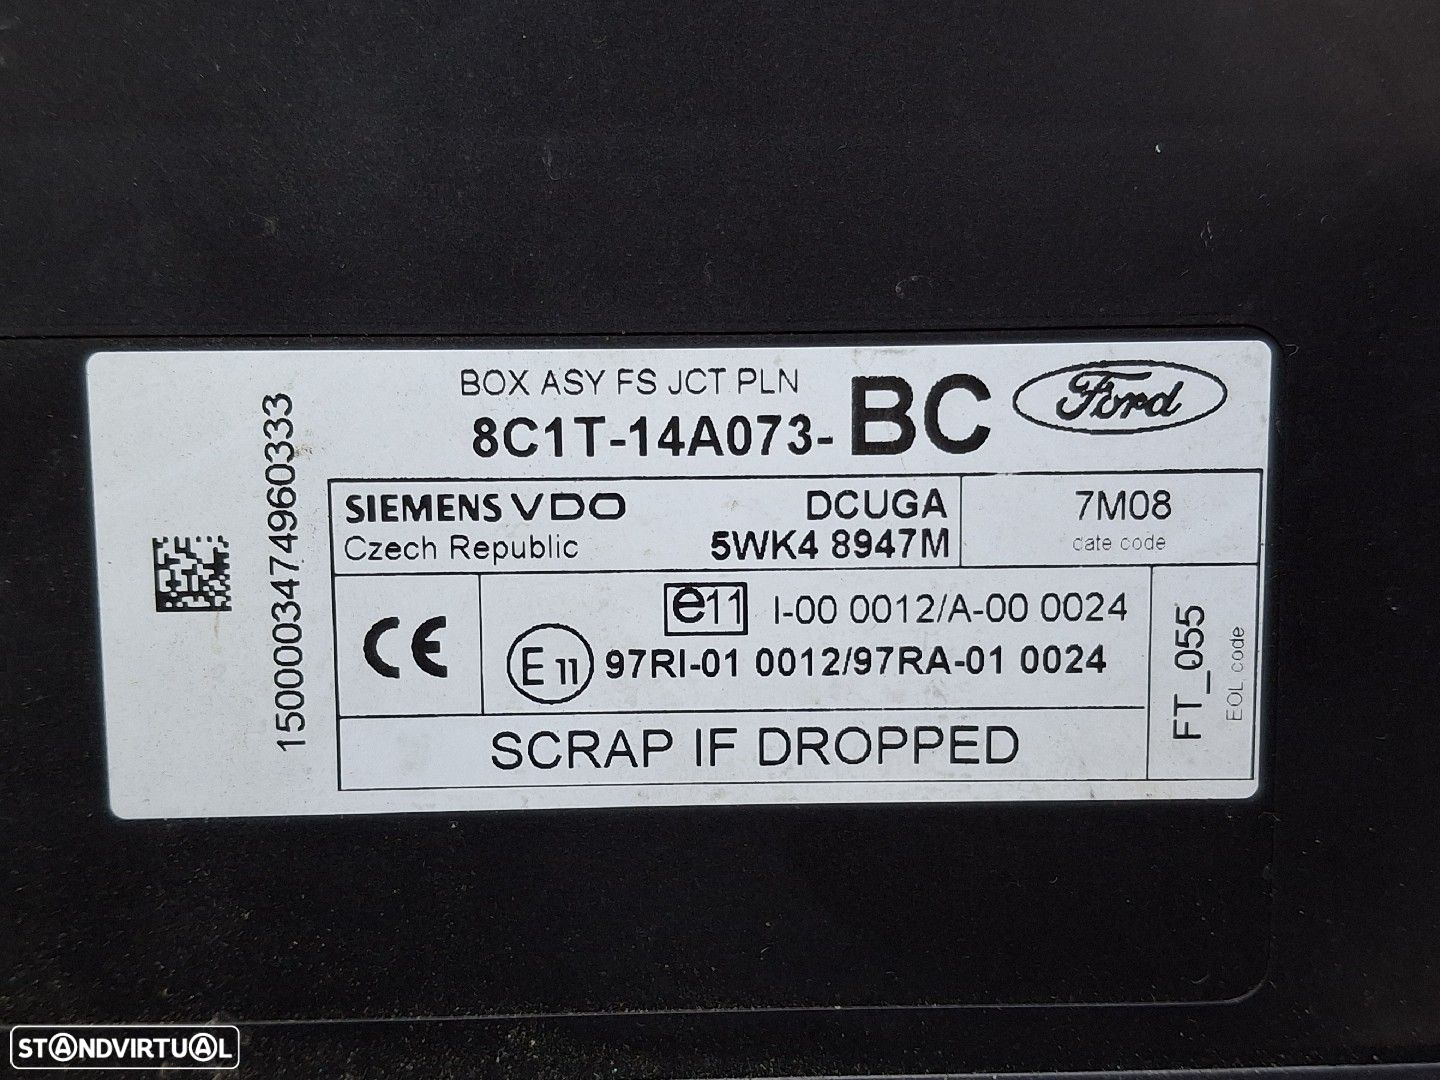 BOX ASY FS JCT PLN
8C1T-14A073-BC
Ford
1500003474960333
SIEMENS VDO
Czech Republic
DCUGA
5WK4 8947M
7M08
date code
CE
e11 I-00 0012/A-00 0024
E11 97RI-01 0012/97RA-01 0024
FT_055
EOL code
SCRAP IF DROPPED
STANDVIRTUAL